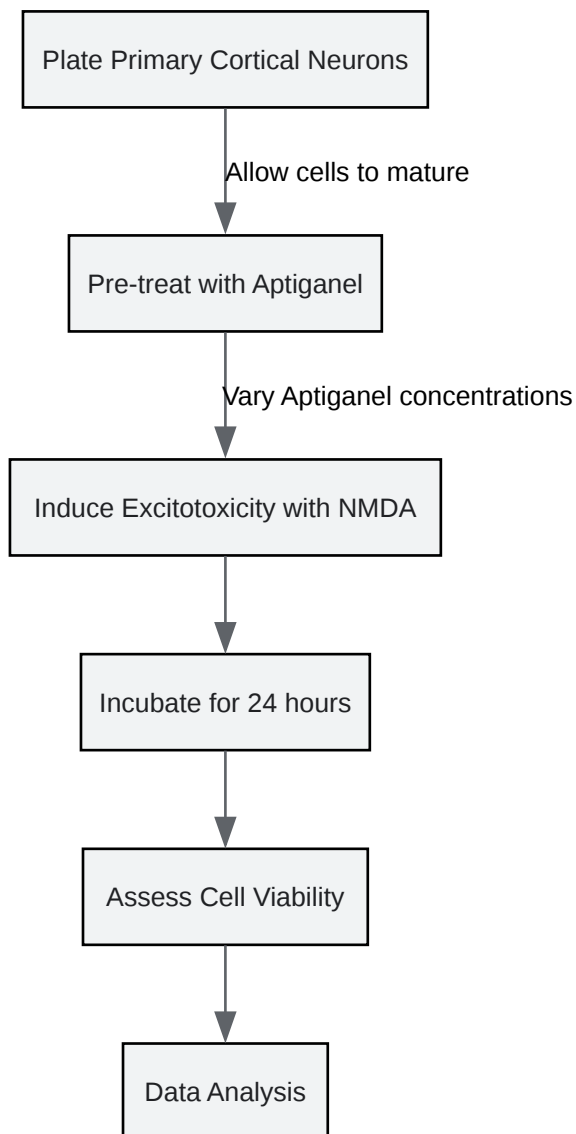 Plate Primary Cortical Neurons
Allow cells to mature
Pre-treat with Aptiganel
Vary Aptiganel concentrations
Induce Excitotoxicity with NMDA
Incubate for 24 hours
Assess Cell Viability
Data Analysis